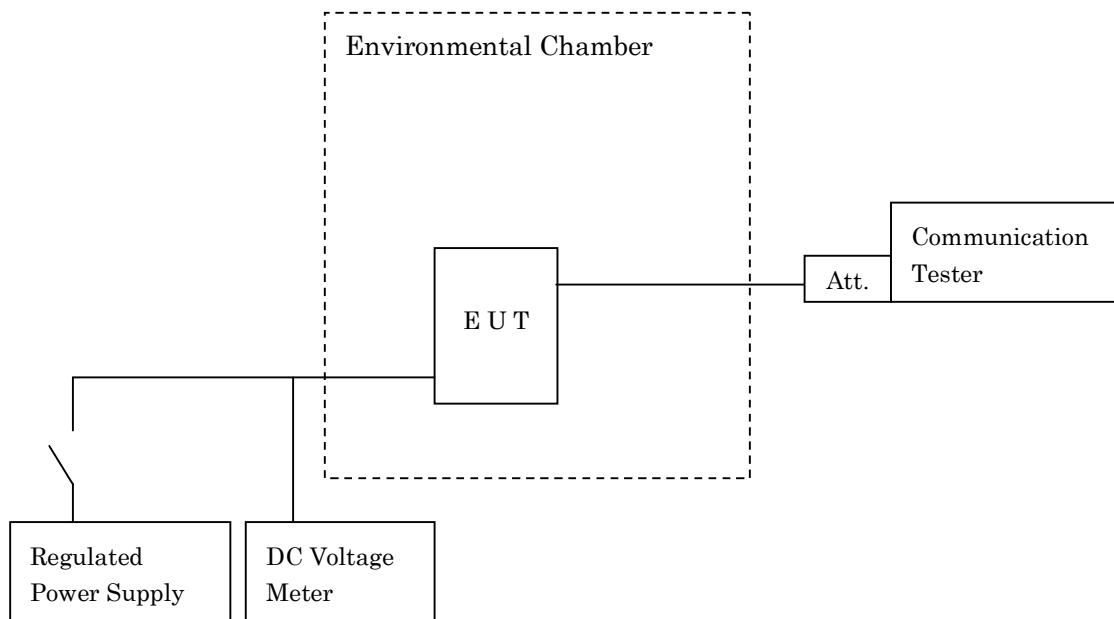 Environmental Chamber
Communication
Tester
Att.
E U T
Regulated
Power Supply
DC Voltage
Meter